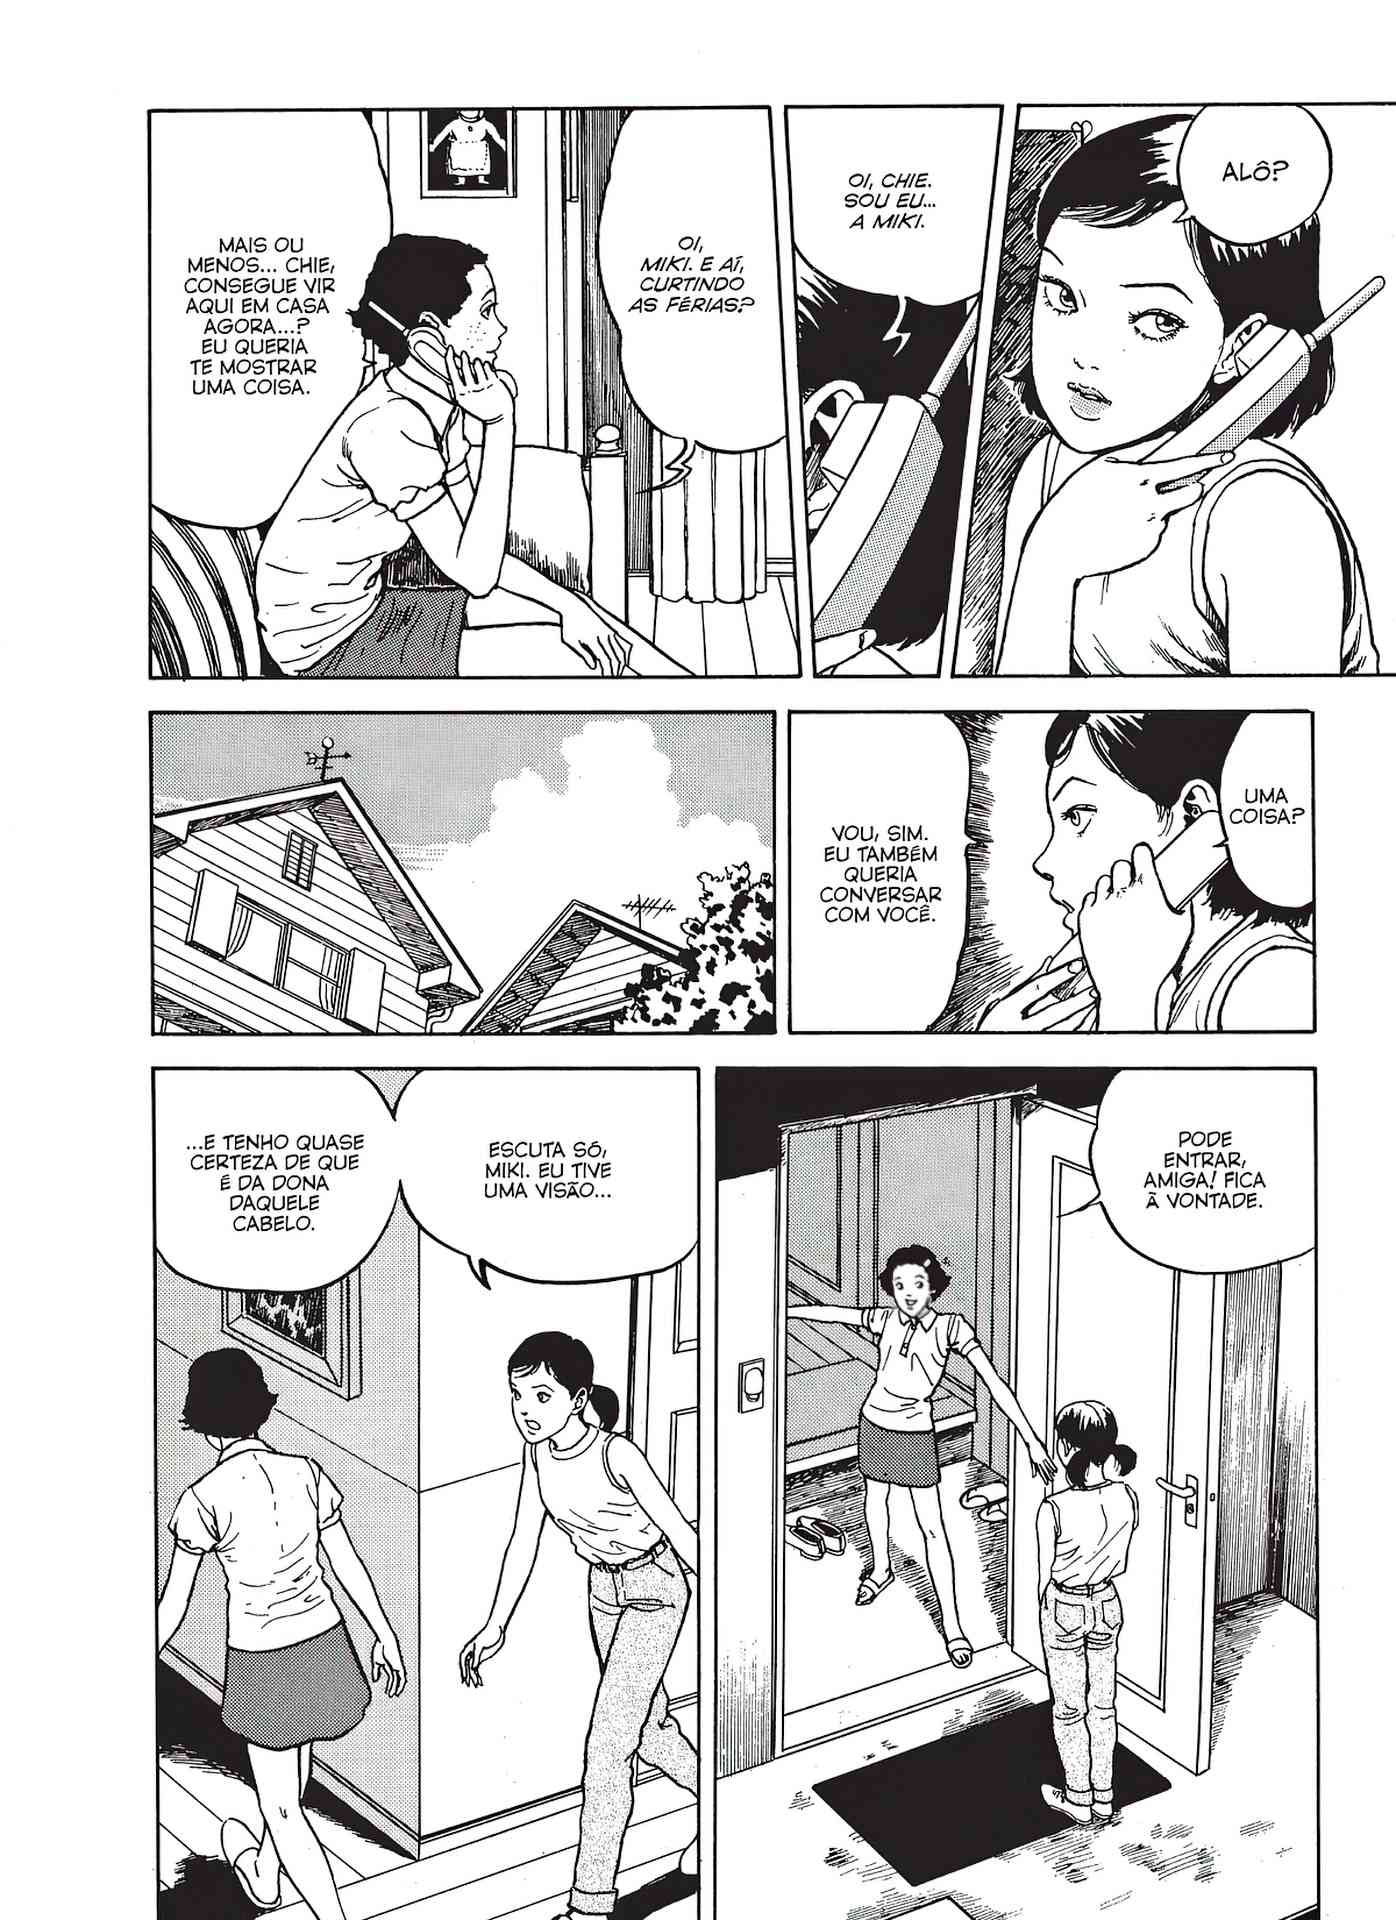 ALÔ?
OI, CHIE.
SOU EU...
A MIKI.
OI,
MIKI. E AÍ,
CURTINDO
AS FÉRIAS?
MAIS OU
MENOS... CHIE,
CONSEGUE VIR
AQUI EM CASA
AGORA...?
EU QUERIA
TE MOSTRAR
UMA COISA.
UMA
COISA?
VOU, SIM.
EU TAMBÉM
QUERIA
CONVERSAR
COM VOCÊ.
PODE
ENTRAR,
AMIGA! FICA
À VONTADE.
ESCUTA SÓ,
MIKI. EU TIVE
UMA VISÃO...
...E TENHO QUASE
CERTEZA DE QUE
É DA DONA
DAQUELE
CABELO.